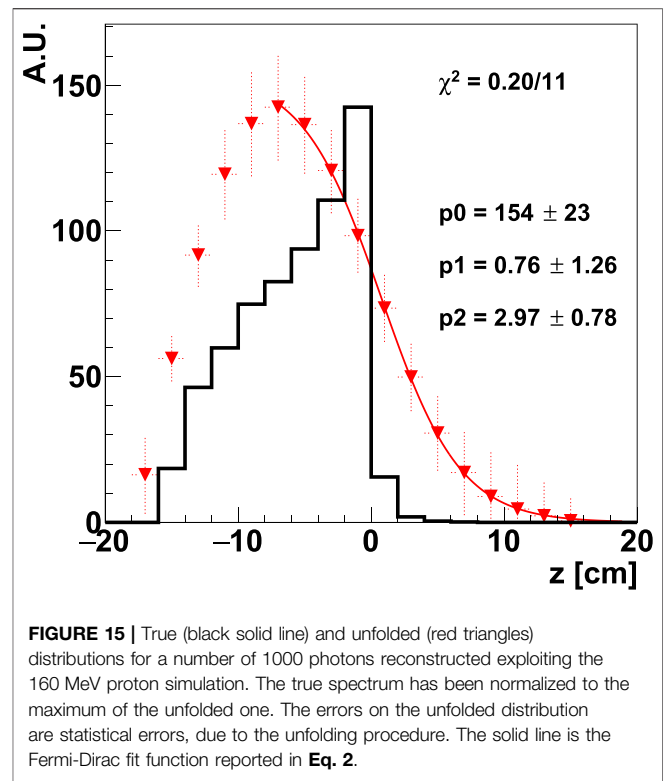 A.U.
150
100
50
0
−20
−10
0
10
20
z [cm]
χ² = 0.20/11
p0 = 154 ± 23
p1 = 0.76 ± 1.26
p2 = 2.97 ± 0.78
FIGURE 15 | True (black solid line) and unfolded (red triangles)
distributions for a number of 1000 photons reconstructed exploiting the
160 MeV proton simulation. The true spectrum has been normalized to the
maximum of the unfolded one. The errors on the unfolded distribution
are statistical errors, due to the unfolding procedure. The solid line is the
Fermi-Dirac fit function reported in Eq. 2.